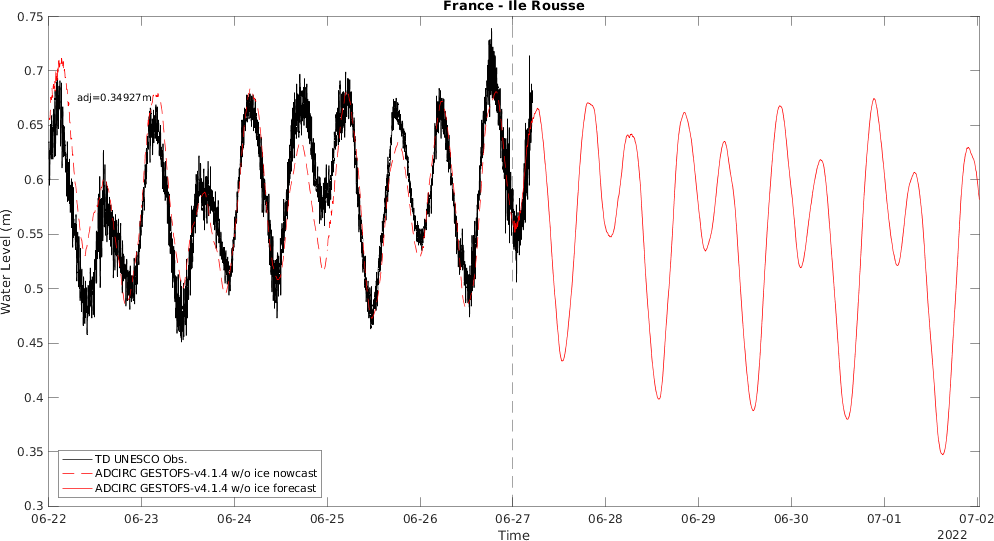 France - Ile Rousse
Water Level (m)
0.75
0.7
0.65
0.6
0.55
0.5
0.45
0.4
0.35
0.3
adj=0.34927m
TD UNESCO Obs.
ADCIRC GESTOFS-v4.1.4 w/o ice nowcast
ADCIRC GESTOFS-v4.1.4 w/o ice forecast
06-22 06-23 06-24 06-25 06-26 06-27 06-28 06-29 06-30 07-01 07-02
Time
2022